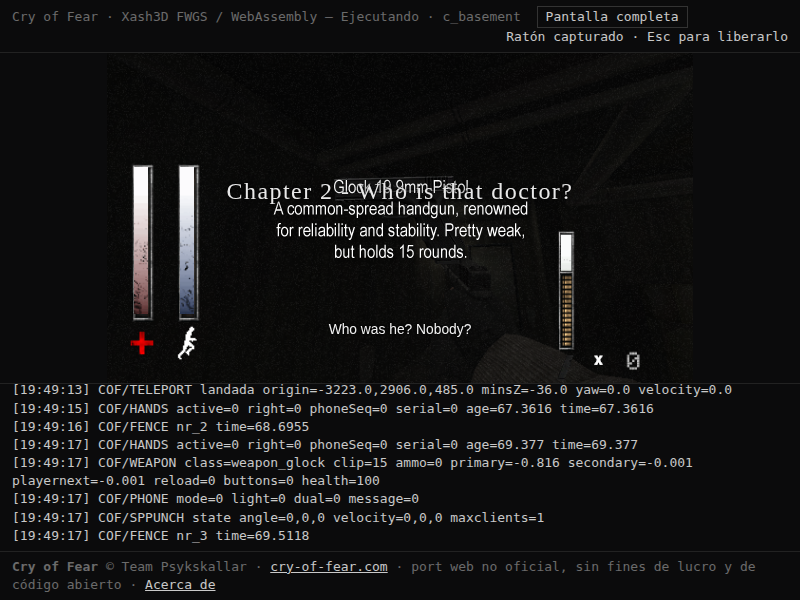 Cry of Fear · Xash3D FWGS / WebAssembly — Ejecutando · c_basement
Pantalla completa
Ratón capturado · Esc para liberarlo
Glock 19 9mm Pistol
Chapter 2 - Who is that doctor?
A common-spread handgun, renowned
for reliability and stability. Pretty weak,
but holds 15 rounds.
Who was he? Nobody?
x 0
[19:49:13] COF/TELEPORT landada origin=-3223.0,2906.0,485.0 minsZ=-36.0 yaw=0.0 velocity=0.0
[19:49:15] COF/HANDS active=0 right=0 phoneSeq=0 serial=0 age=67.3616 time=67.3616
[19:49:16] COF/FENCE nr_2 time=68.6955
[19:49:17] COF/HANDS active=0 right=0 phoneSeq=0 serial=0 age=69.377 time=69.377
[19:49:17] COF/WEAPON class=weapon_glock clip=15 ammo=0 primary=-0.816 secondary=-0.001
playernext=-0.001 reload=0 buttons=0 health=100
[19:49:17] COF/PHONE mode=0 light=0 dual=0 message=0
[19:49:17] COF/SPPUNCH state angle=0,0,0 velocity=0,0,0 maxclients=1
[19:49:17] COF/FENCE nr_3 time=69.5118
Cry of Fear © Team Psykskallar · cry-of-fear.com · port web no oficial, sin fines de lucro y de
código abierto · Acerca de